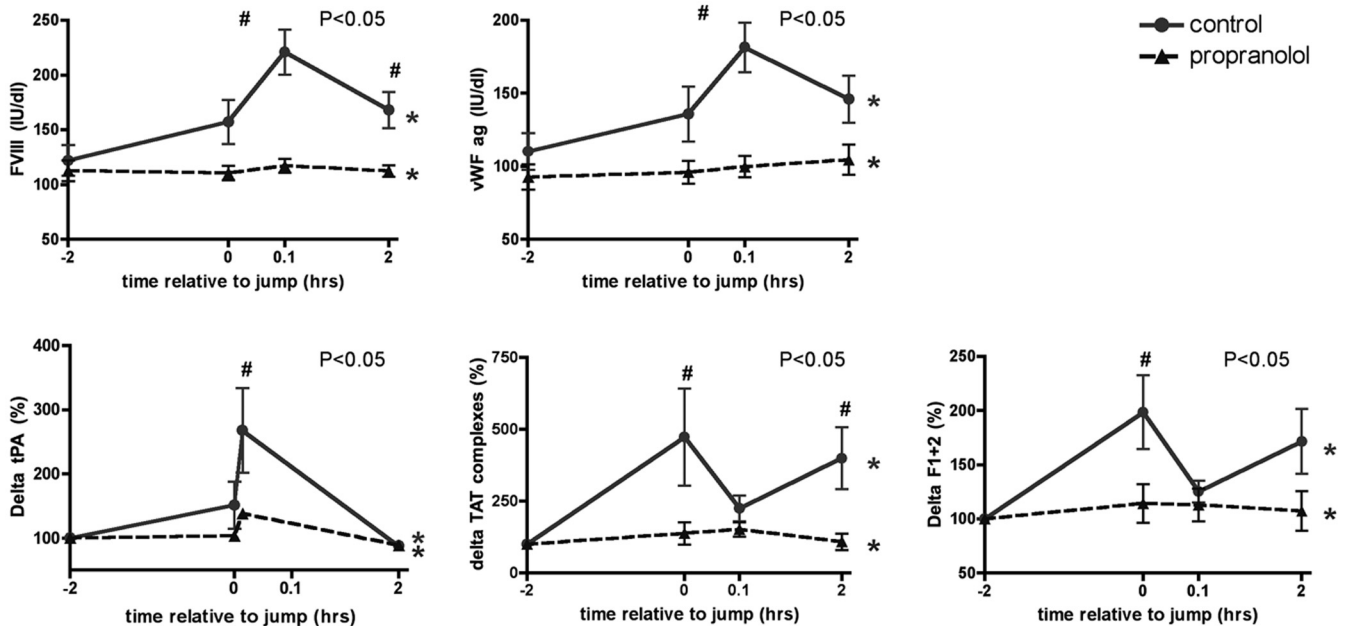 # P<0.05
FVIII (IU/dl)
250
200
150
100
50
#
*
*
-2 0 0.1 2
time relative to jump (hrs)
# P<0.05
vWF ag (IU/dl)
200
150
100
50
*
*
-2 0 0.1 2
time relative to jump (hrs)
control
propranolol
Delta tPA (%)
400
300
200
100
# P<0.05
*
*
-2 0 0.1 2
time relative to jump (hrs)
delta TAT complexes (%)
750
500
250
0
# P<0.05
#
*
*
-2 0 0.1 2
time relative to jump (hrs)
Delta F1+2 (%)
250
200
150
100
50
# P<0.05
*
*
-2 0 0.1 2
time relative to jump (hrs)